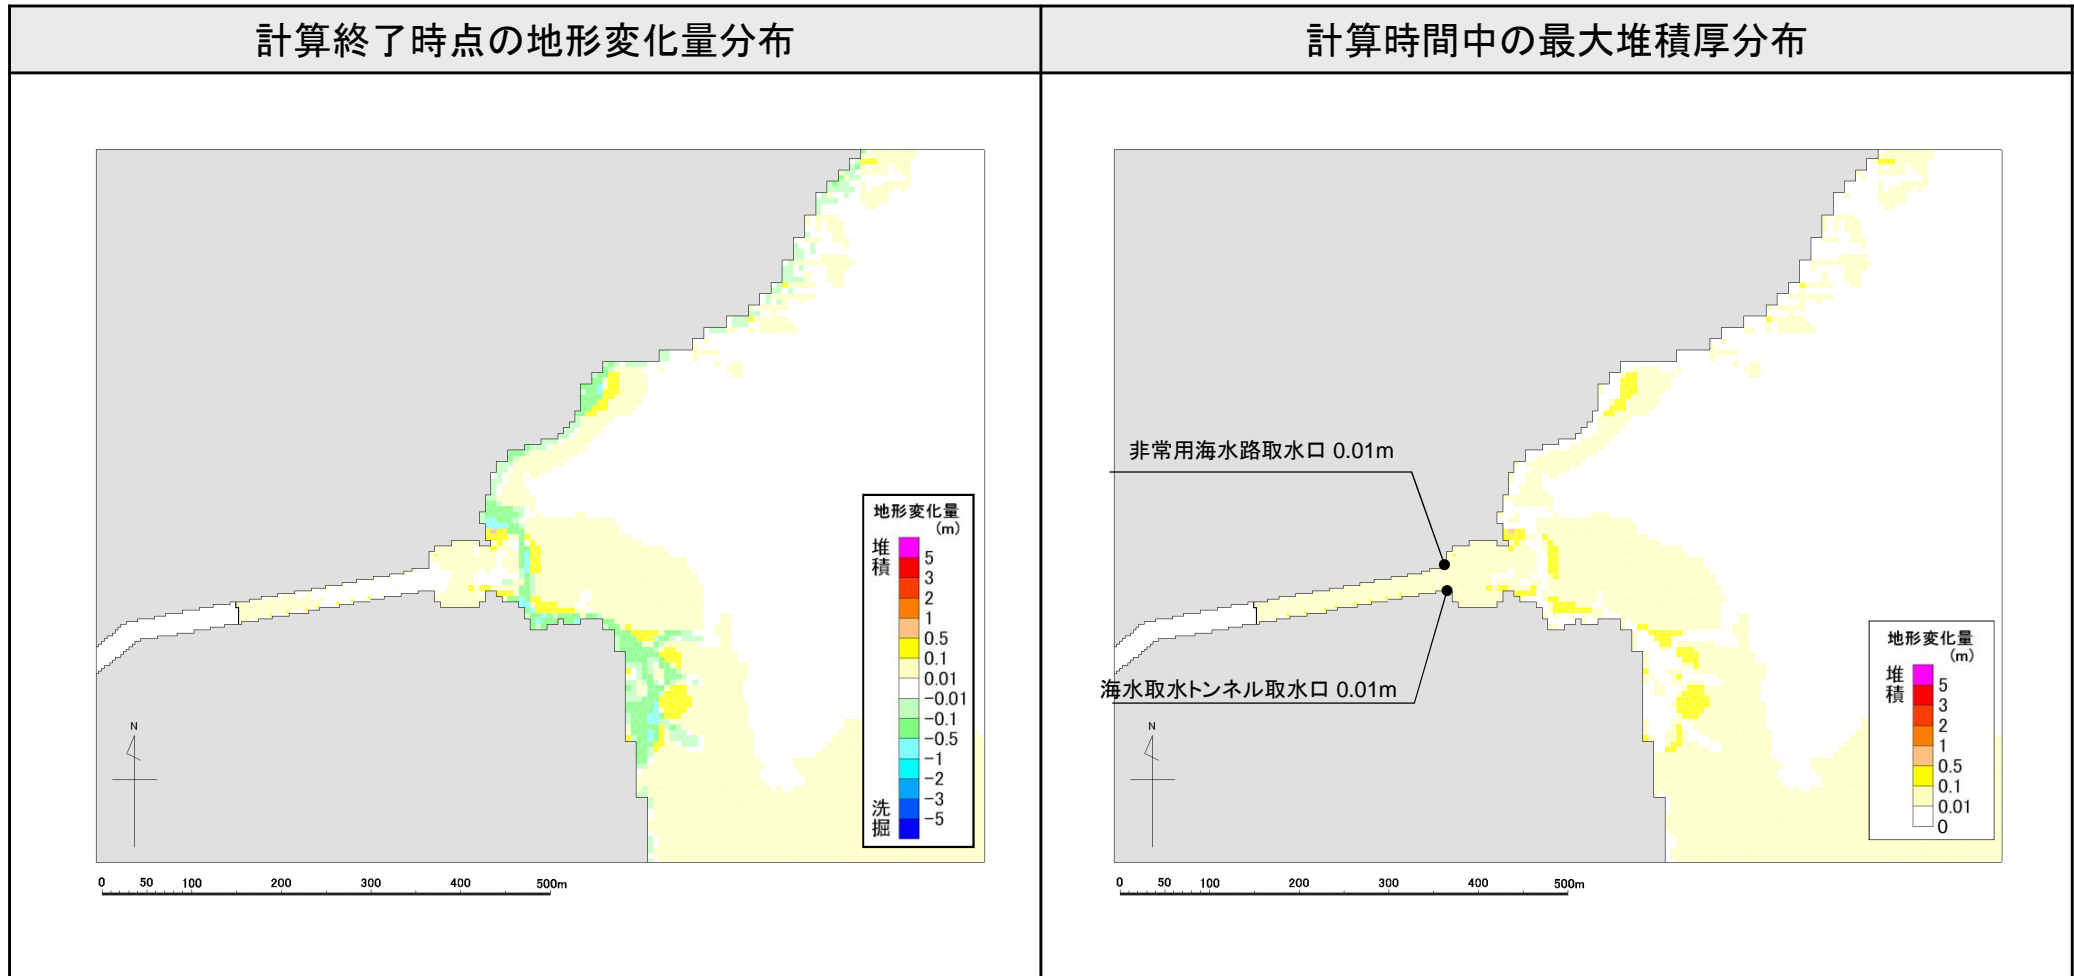 計算終了時点の地形変化量分布
計算時間中の最大堆積厚分布
地形変化量
(m)
堆積
5
3
2
1
0.5
0.1
0.01
-0.01
-0.1
-0.5
-1
-2
-3
-5
洗掘
N
0 50 100 200 300 400 500m
非常用海水路取水口 0.01m
海水取水トンネル取水口 0.01m
地形変化量
(m)
堆積
5
3
2
1
0.5
0.1
0.01
0
N
0 50 100 200 300 400 500m